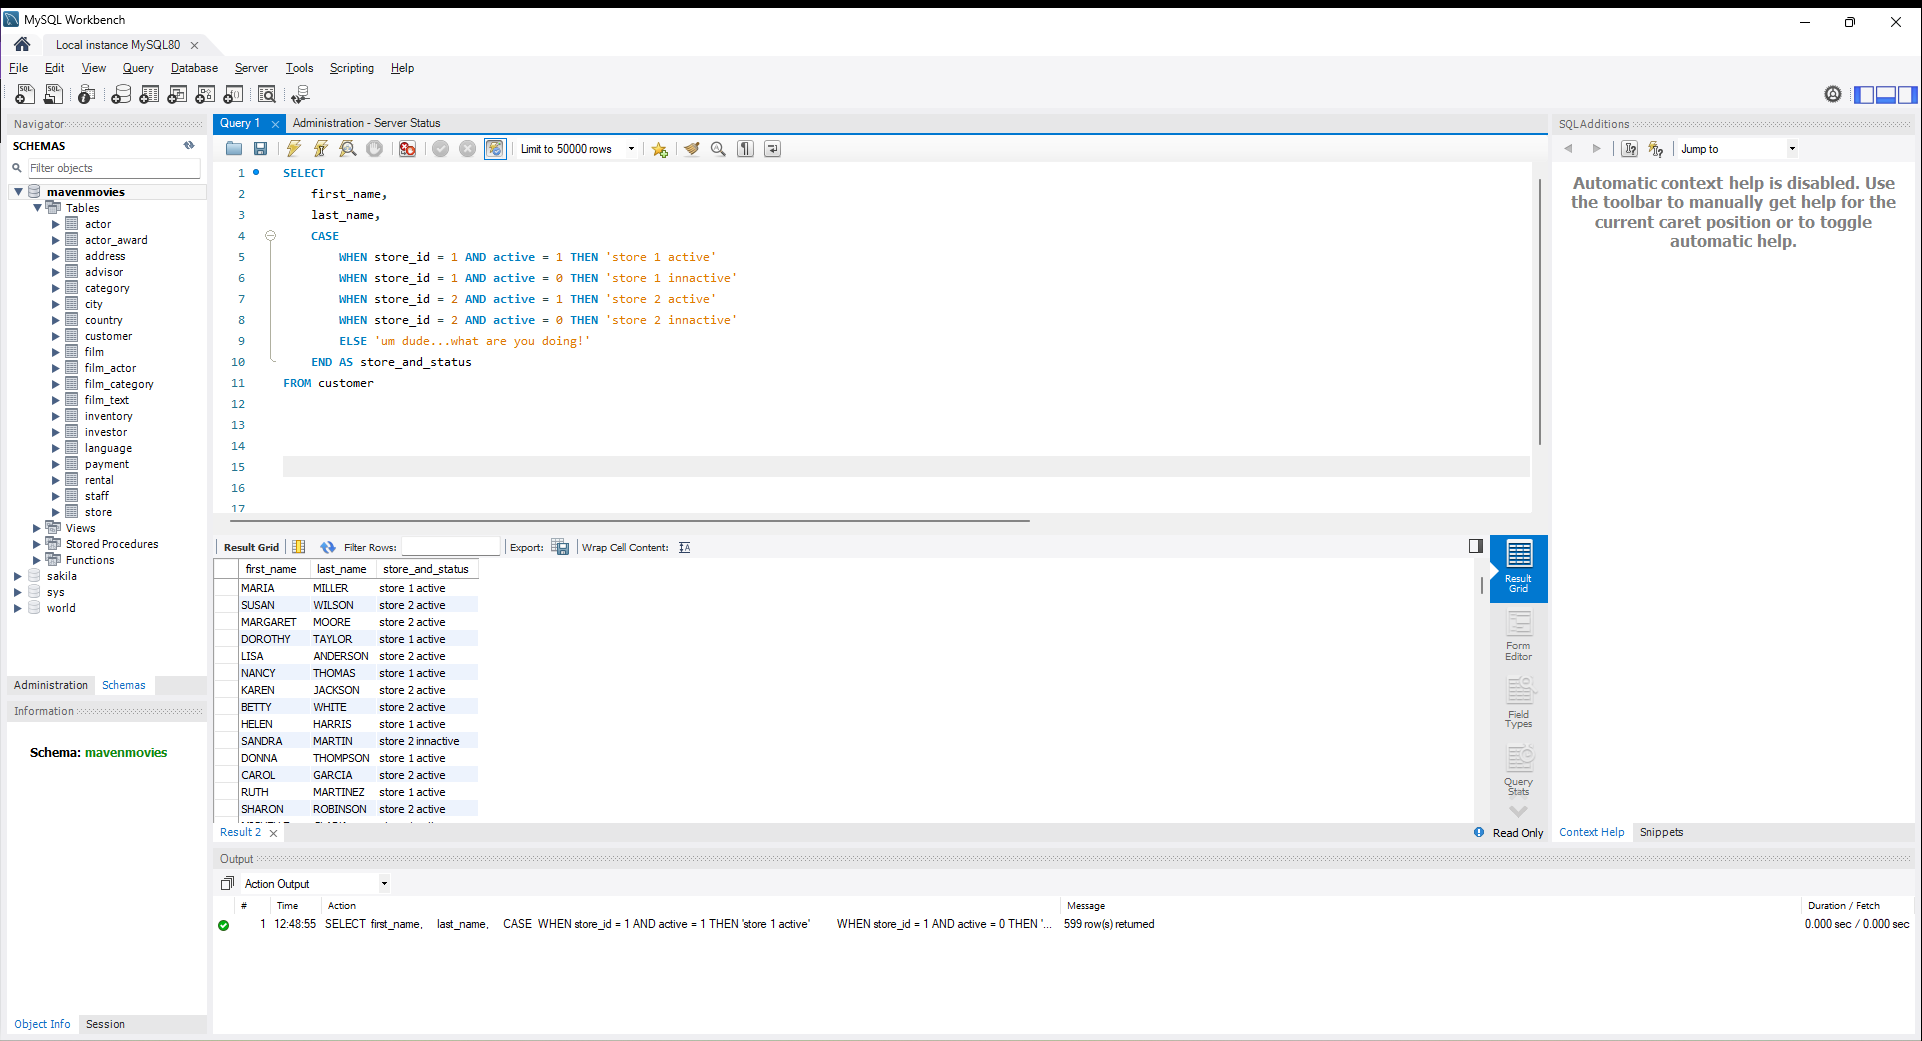 MySQL Workbench
Local instance MySQL80
File Edit View Query Database Server Tools Scripting Help
Navigator
SCHEMAS
Filter objects
mavenmovies
Tables
actor
actor_award
address
advisor
category
city
country
customer
film
film_actor
film_category
film_text
inventory
investor
language
payment
rental
staff
store
Views
Stored Procedures
Functions
sakila
sys
world
Administration Schemas
Information
Schema: mavenmovies
Object Info Session
Query 1 Administration - Server Status
Limit to 50000 rows
1 SELECT
2 first_name,
3 last_name,
4 CASE
5 WHEN store_id = 1 AND active = 1 THEN 'store 1 active'
6 WHEN store_id = 1 AND active = 0 THEN 'store 1 innactive'
7 WHEN store_id = 2 AND active = 1 THEN 'store 2 active'
8 WHEN store_id = 2 AND active = 0 THEN 'store 2 innactive'
9 ELSE 'um dude...what are you doing!'
10 END AS store_and_status
11 FROM customer
12
13
14
15
16
17
Result Grid Filter Rows: Export: Wrap Cell Content:
first_name last_name store_and_status
MARIA MILLER store 1 active
SUSAN WILSON store 2 active
MARGARET MOORE store 2 active
DOROTHY TAYLOR store 1 active
LISA ANDERSON store 2 active
NANCY THOMAS store 1 active
KAREN JACKSON store 2 active
BETTY WHITE store 2 active
HELEN HARRIS store 1 active
SANDRA MARTIN store 2 innactive
DONNA THOMPSON store 1 active
CAROL GARCIA store 2 active
RUTH MARTINEZ store 1 active
SHARON ROBINSON store 2 active
Result
Grid
Form
Editor
Field
Types
Query
Stats
Result 2
Read Only
SQLAdditions
Jump to
Automatic context help is disabled. Use
the toolbar to manually get help for the
current caret position or to toggle
automatic help.
Context Help Snippets
Output
Action Output
# Time Action Message Duration / Fetch
1 12:48:55 SELECT first_name, last_name, CASE WHEN store_id = 1 AND active = 1 THEN 'store 1 active' WHEN store_id = 1 AND active = 0 THEN '... 599 row(s) returned 0.000 sec / 0.000 sec